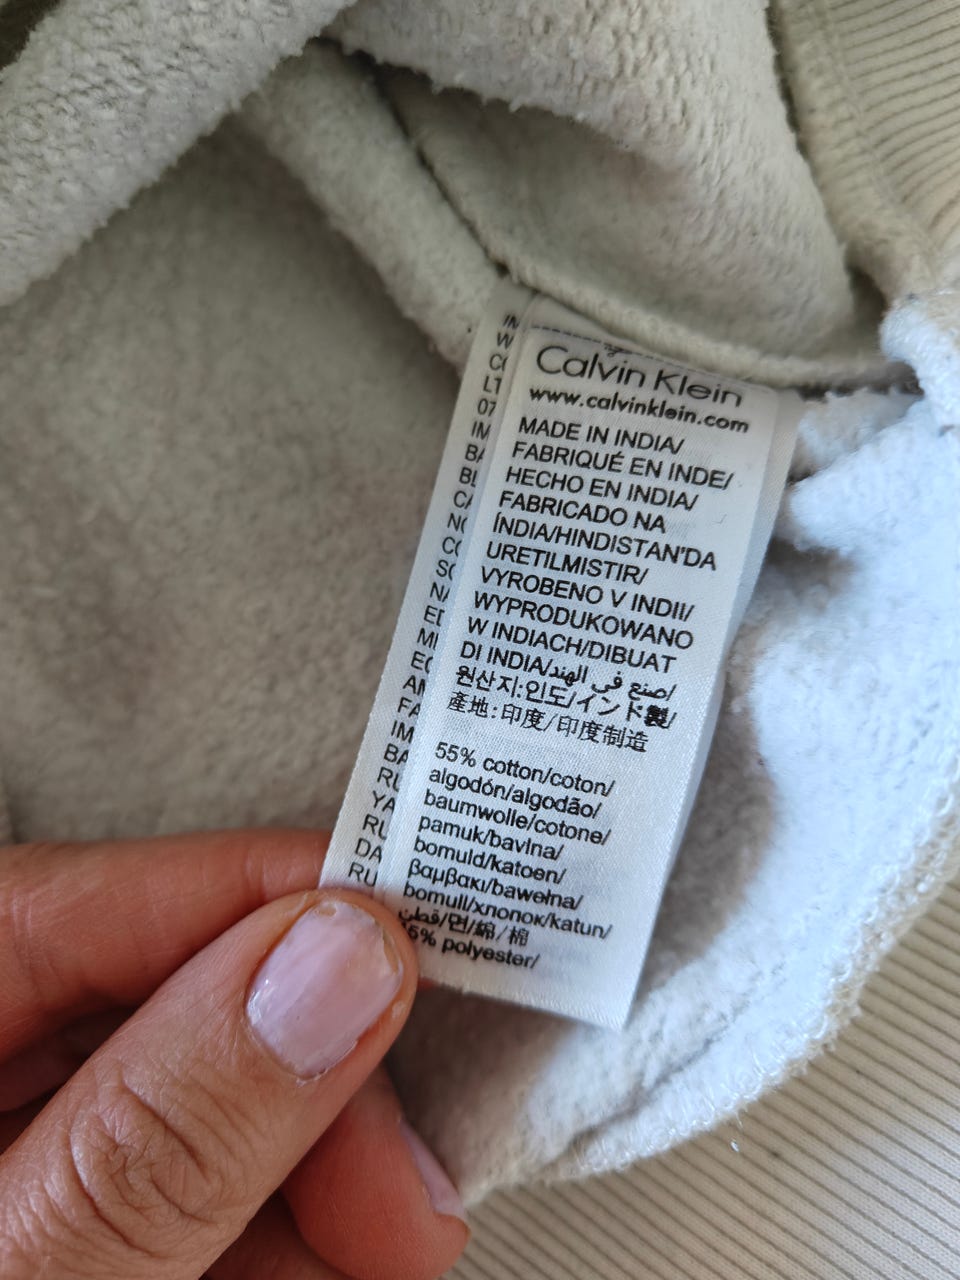 Calvin Klein
www.calvinklein.com
MADE IN INDIA/
FABRIQUÉ EN INDE/
HECHO EN INDIA/
FABRICADO NA
ÍNDIA/HINDISTAN'DA
URETILMISTIR/
VYROBENO V INDII/
WYPRODUKOWANO
W INDIACH/DIBUAT
DI INDIA/صنع في الهند/
원산지:인도/インド製/
產地:印度/印度制造
55% cotton/coton/
algodón/algodão/
baumwolle/cotone/
pamuk/bavlna/
bomuld/katoen/
βαμβακι/bawełna/
bomull/хлопок/katun/
قطن/면/綿/棉
5% polyester/